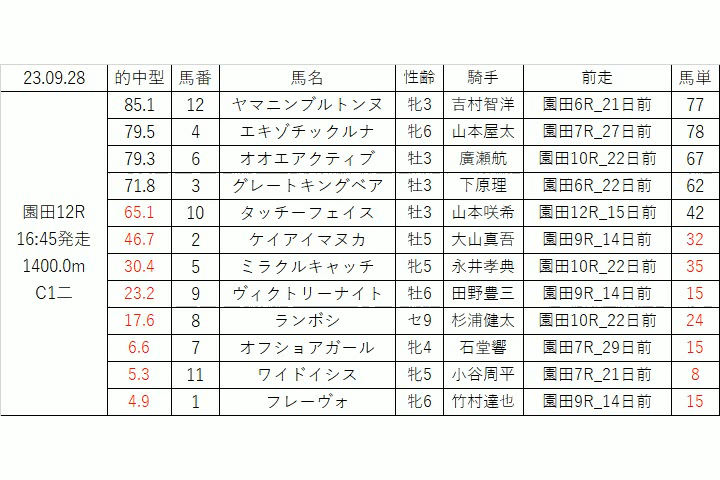 23.09.28 的中型 馬番 馬名 性齢 騎手 前走 馬単
85.1 12 ヤマニンブルトンヌ 牝3 吉村智洋 園田6R_21日前 77
79.5 4 エキゾチックルナ 牝6 山本屋太 園田7R_27日前 78
79.3 6 オオエアクティブ 牡3 廣瀬航 園田10R_22日前 67
71.8 3 グレートキングベア 牡3 下原理 園田6R_22日前 62
園田12R 65.1 10 タッチーフェイス 牡3 山本咲希 園田12R_15日前 42
16:45発走 46.7 2 ケイアイマヌカ 牡5 大山真吾 園田9R_14日前 32
1400.0m 30.4 5 ミラクルキャッチ 牝5 永井孝典 園田10R_22日前 35
C1二 23.2 9 ヴィクトリーナイト 牡6 田野豊三 園田9R_14日前 15
17.6 8 ランボシ セ9 杉浦健太 園田10R_22日前 24
6.6 7 オフショアガール 牝4 石堂響 園田7R_29日前 15
5.3 11 ワイドイシス 牝5 小谷周平 園田7R_21日前 8
4.9 1 フレーヴォ 牝6 竹村達也 園田9R_14日前 15